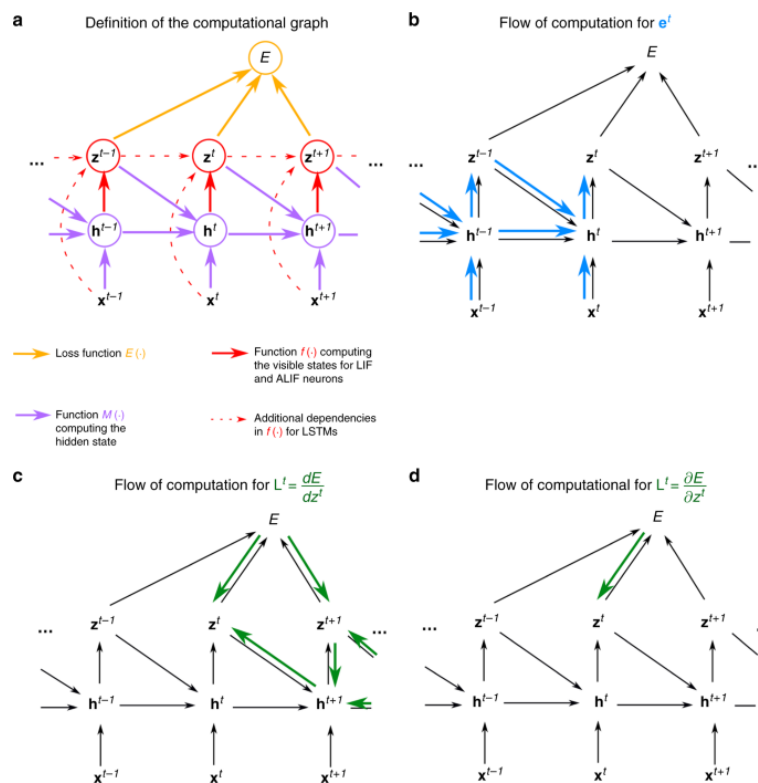 a Definition of the computational graph
E
... z^{t–1} z^t z^{t+1} ...
h^{t–1} h^t h^{t+1}
x^{t–1} x^t x^{t+1}
Loss function E(·)
Function f(·) computing
the visible states for LIF
and ALIF neurons
Function M(·)
computing the
hidden state
Additional dependencies
in f(·) for LSTMs
b Flow of computation for e^t
E
... z^{t–1} z^t z^{t+1} ...
h^{t–1} h^t h^{t+1}
x^{t–1} x^t x^{t+1}
c Flow of computation for L^t = dE/dz^t
E
... z^{t–1} z^t z^{t+1} ...
h^{t–1} h^t h^{t+1}
x^{t–1} x^t x^{t+1}
d Flow of computational for L^t = ∂E/∂z^t
E
... z^{t–1} z^t z^{t+1} ...
h^{t–1} h^t h^{t+1}
x^{t–1} x^t x^{t+1}